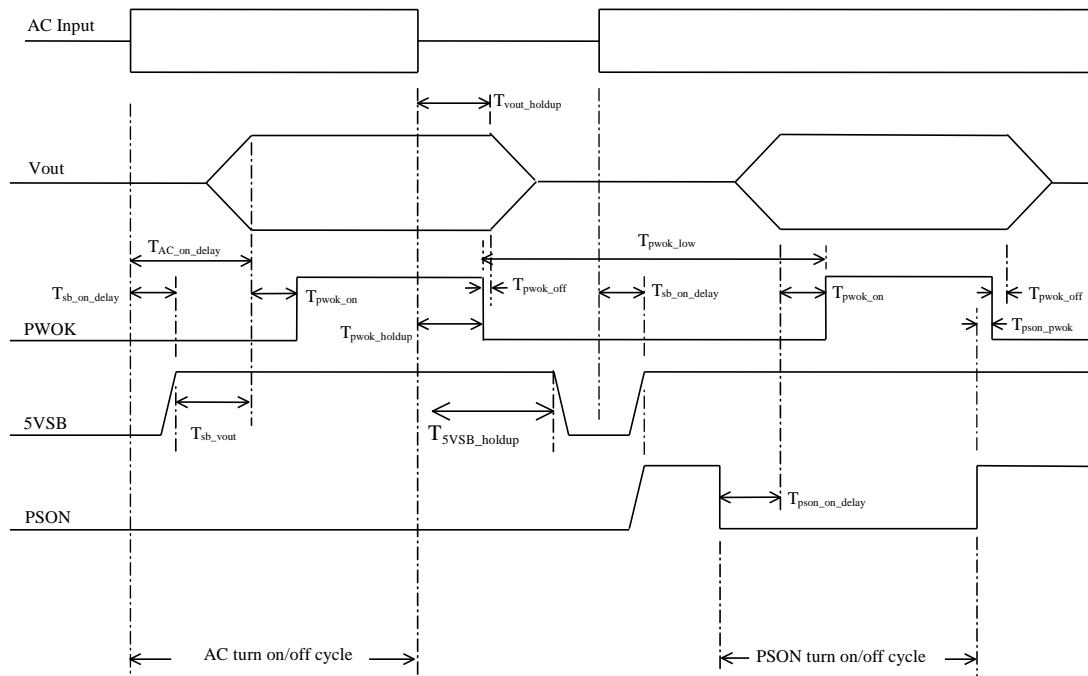 AC Input
T_vout_holdup
Vout
T_AC_on_delay
T_pwok_low
T_sb_on_delay
T_pwok_on
T_pwok_off
T_sb_on_delay
T_pwok_on
T_pwok_off
PWOK
T_pwok_holdup
T_pson_pwok
5VSB
T_sb_vout
T_5VSB_holdup
PSON
T_pson_on_delay
AC turn on/off cycle
PSON turn on/off cycle